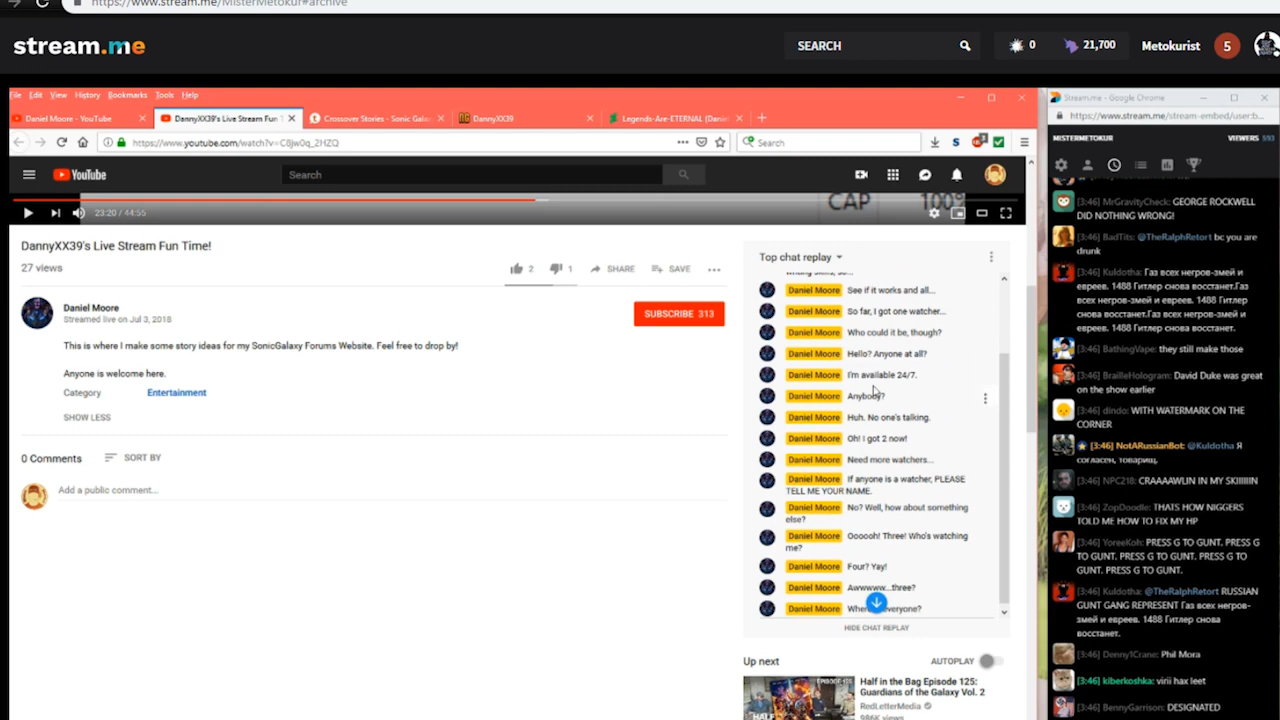 https://www.stream.me/MisterMetokur#archive
stream.me
SEARCH
0
21,700
Metokurist
5
File Edit View History Bookmarks Tools Help
Daniel Moore - YouTube
DannyXX39's Live Stream Fun T
Crossover Stories - Sonic Gala
DannyXX39
Legends-Are-ETERNAL (Dani
https://www.youtube.com/watch?v=C8jw0q_2HZQ
Search
YouTube
Search
23:20 / 44:55
CAP 100%
DannyXX39's Live Stream Fun Time!
27 views
2
1
SHARE
SAVE
Daniel Moore
Streamed live on Jul 3, 2018
SUBSCRIBE 313
This is where I make some story ideas for my SonicGalaxy Forums Website. Feel free to drop by!
Anyone is welcome here.
Category
Entertainment
SHOW LESS
0 Comments
SORT BY
Add a public comment...
Top chat replay
writing skills, so...
Daniel Moore See if it works and all...
Daniel Moore So far, I got one watcher...
Daniel Moore Who could it be, though?
Daniel Moore Hello? Anyone at all?
Daniel Moore I'm available 24/7.
Daniel Moore Anybody?
Daniel Moore Huh. No one's talking.
Daniel Moore Oh! I got 2 now!
Daniel Moore Need more watchers...
Daniel Moore If anyone is a watcher, PLEASE
TELL ME YOUR NAME.
Daniel Moore No? Well, how about something
else?
Daniel Moore Oooooh! Three! Who's watching
me?
Daniel Moore Four? Yay!
Daniel Moore Awwwww...three?
Daniel Moore Wher everyone?
HIDE CHAT REPLAY
Up next
AUTOPLAY
Half in the Bag Episode 125:
Guardians of the Galaxy Vol. 2
RedLetterMedia
986K views
Stream.me - Google Chrome
https://www.stream.me/stream-embed/user:b...
MISTERMETOKUR
VIEWERS 593
[3:46] MrGravityCheck: GEORGE ROCKWELL
DID NOTHING WRONG!
[3:46] BadTits: @TheRalphRetort bc you are
drunk
[3:46] Kuldotha: Газ всех негров-змей и
евреев. 1488 Гитлер снова восстанет.Газ
всех негров-змей и евреев. 1488 Гитлер
снова восстанет.Газ всех негров-змей и
евреев. 1488 Гитлер снова восстанет.
[3:46] BathingVape: they still make those
[3:46] BrailleHologram: David Duke was great
on the show earlier
[3:46] dindo: WITH WATERMARK ON THE
CORNER
[3:46] NotARussianBot: @Kuldotha Я
согласен, товарищ,
[3:46] NPC218: CRAAAAWLIN IN MY SKIIIIIIIN
[3:46] ZopDoodle: THATS HOW NIGGERS
TOLD ME HOW TO FIX MY HP
[3:46] YoreeKoh: PRESS G TO GUNT. PRESS G
TO GUNT. PRESS G TO GUNT. PRESS G TO
GUNT. PRESS G TO GUNT.
[3:46] Kuldotha: @TheRalphRetort RUSSIAN
GUNT GANG REPRESENT Газ всех негров-
змей и евреев. 1488 Гитлер снова
восстанет.
[3:46] Denny1Crane: Phil Mora
[3:46] kiberkoshka: virii hax leet
[3:46] BennyGarrison: DESIGNATED